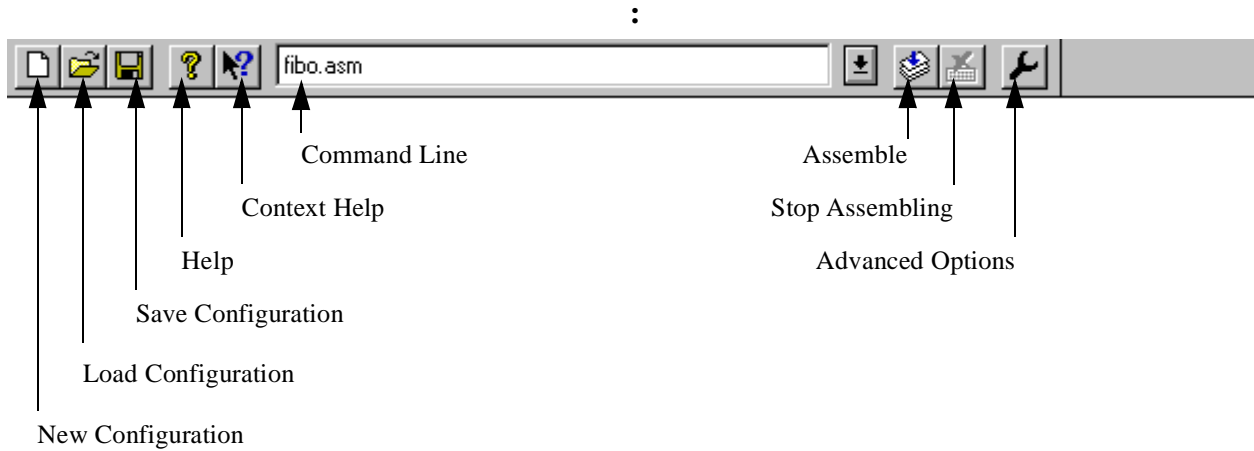 :
fibo.asm
Command Line
Assemble
Context Help
Stop Assembling
Help
Advanced Options
Save Configuration
Load Configuration
New Configuration